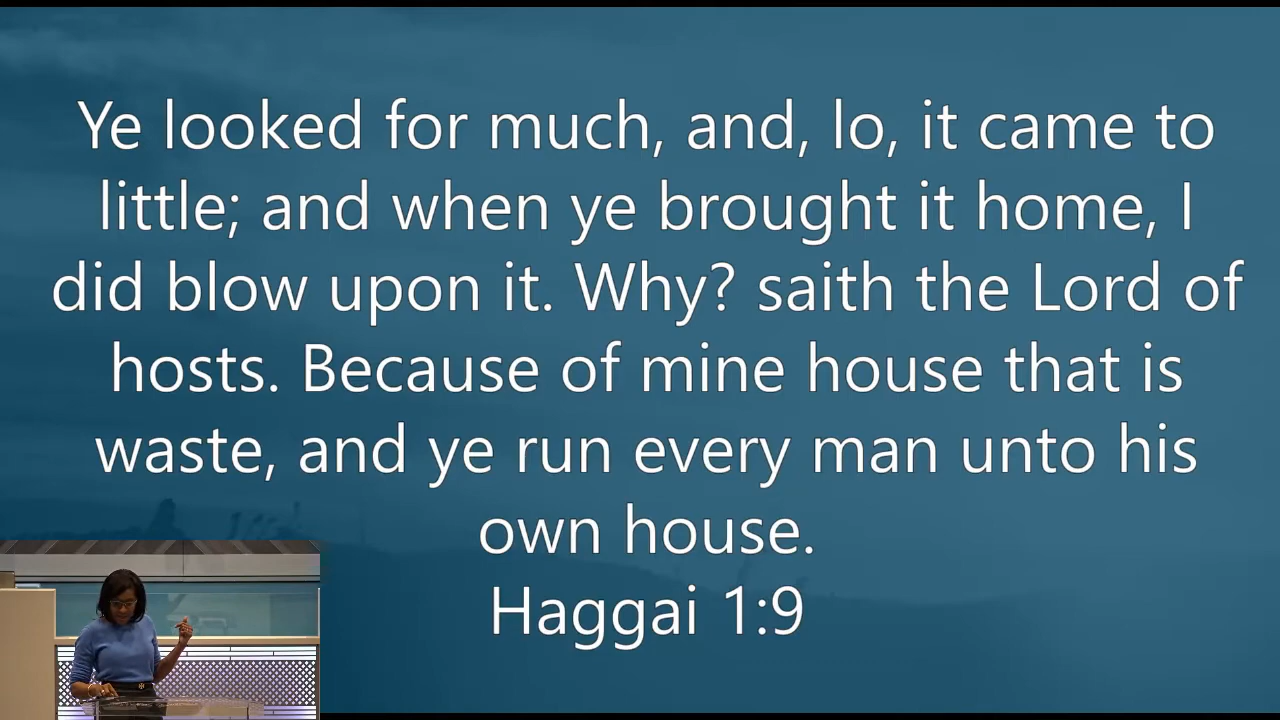 Ye looked for much, and, lo, it came to
little; and when ye brought it home, I
did blow upon it. Why? saith the Lord of
hosts. Because of mine house that is
waste, and ye run every man unto his
own house.
Haggai 1:9